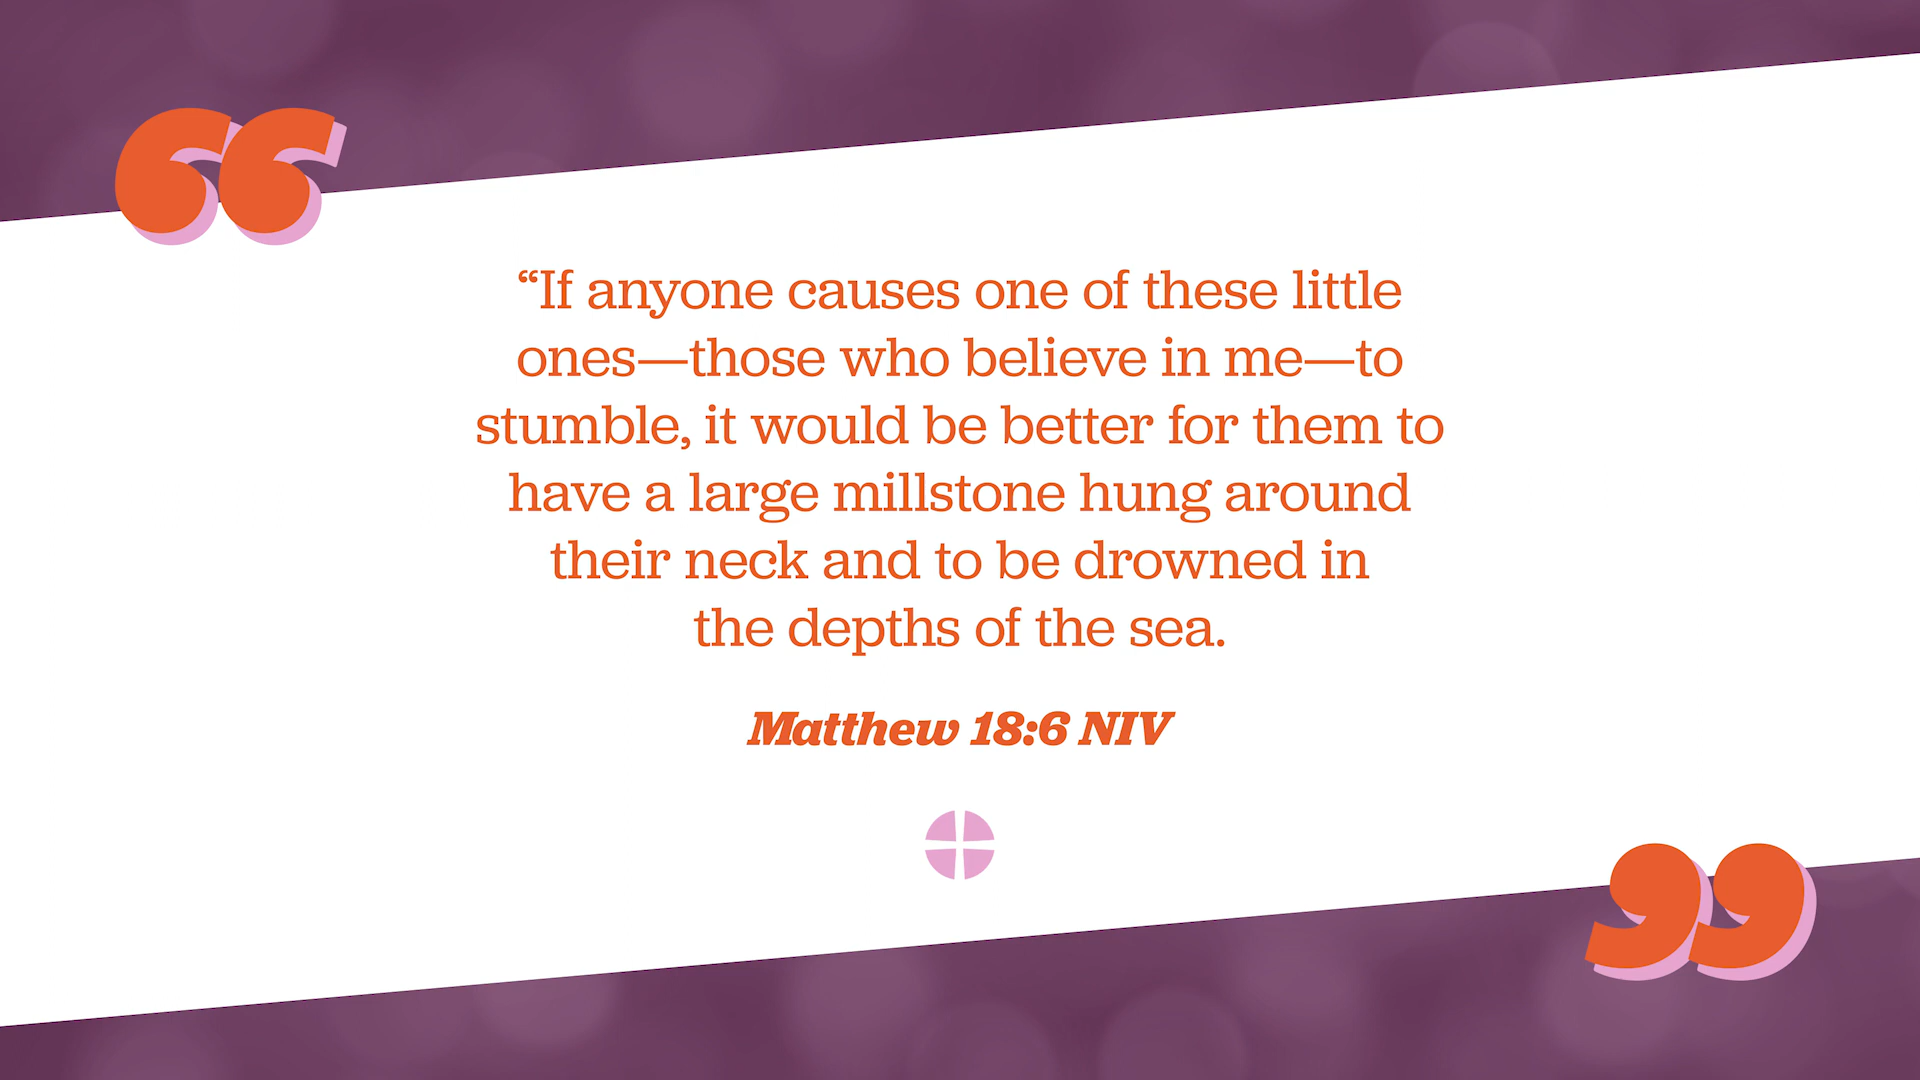 “If anyone causes one of these little
ones—those who believe in me—to
stumble, it would be better for them to
have a large millstone hung around
their neck and to be drowned in
the depths of the sea.
Matthew 18:6 NIV